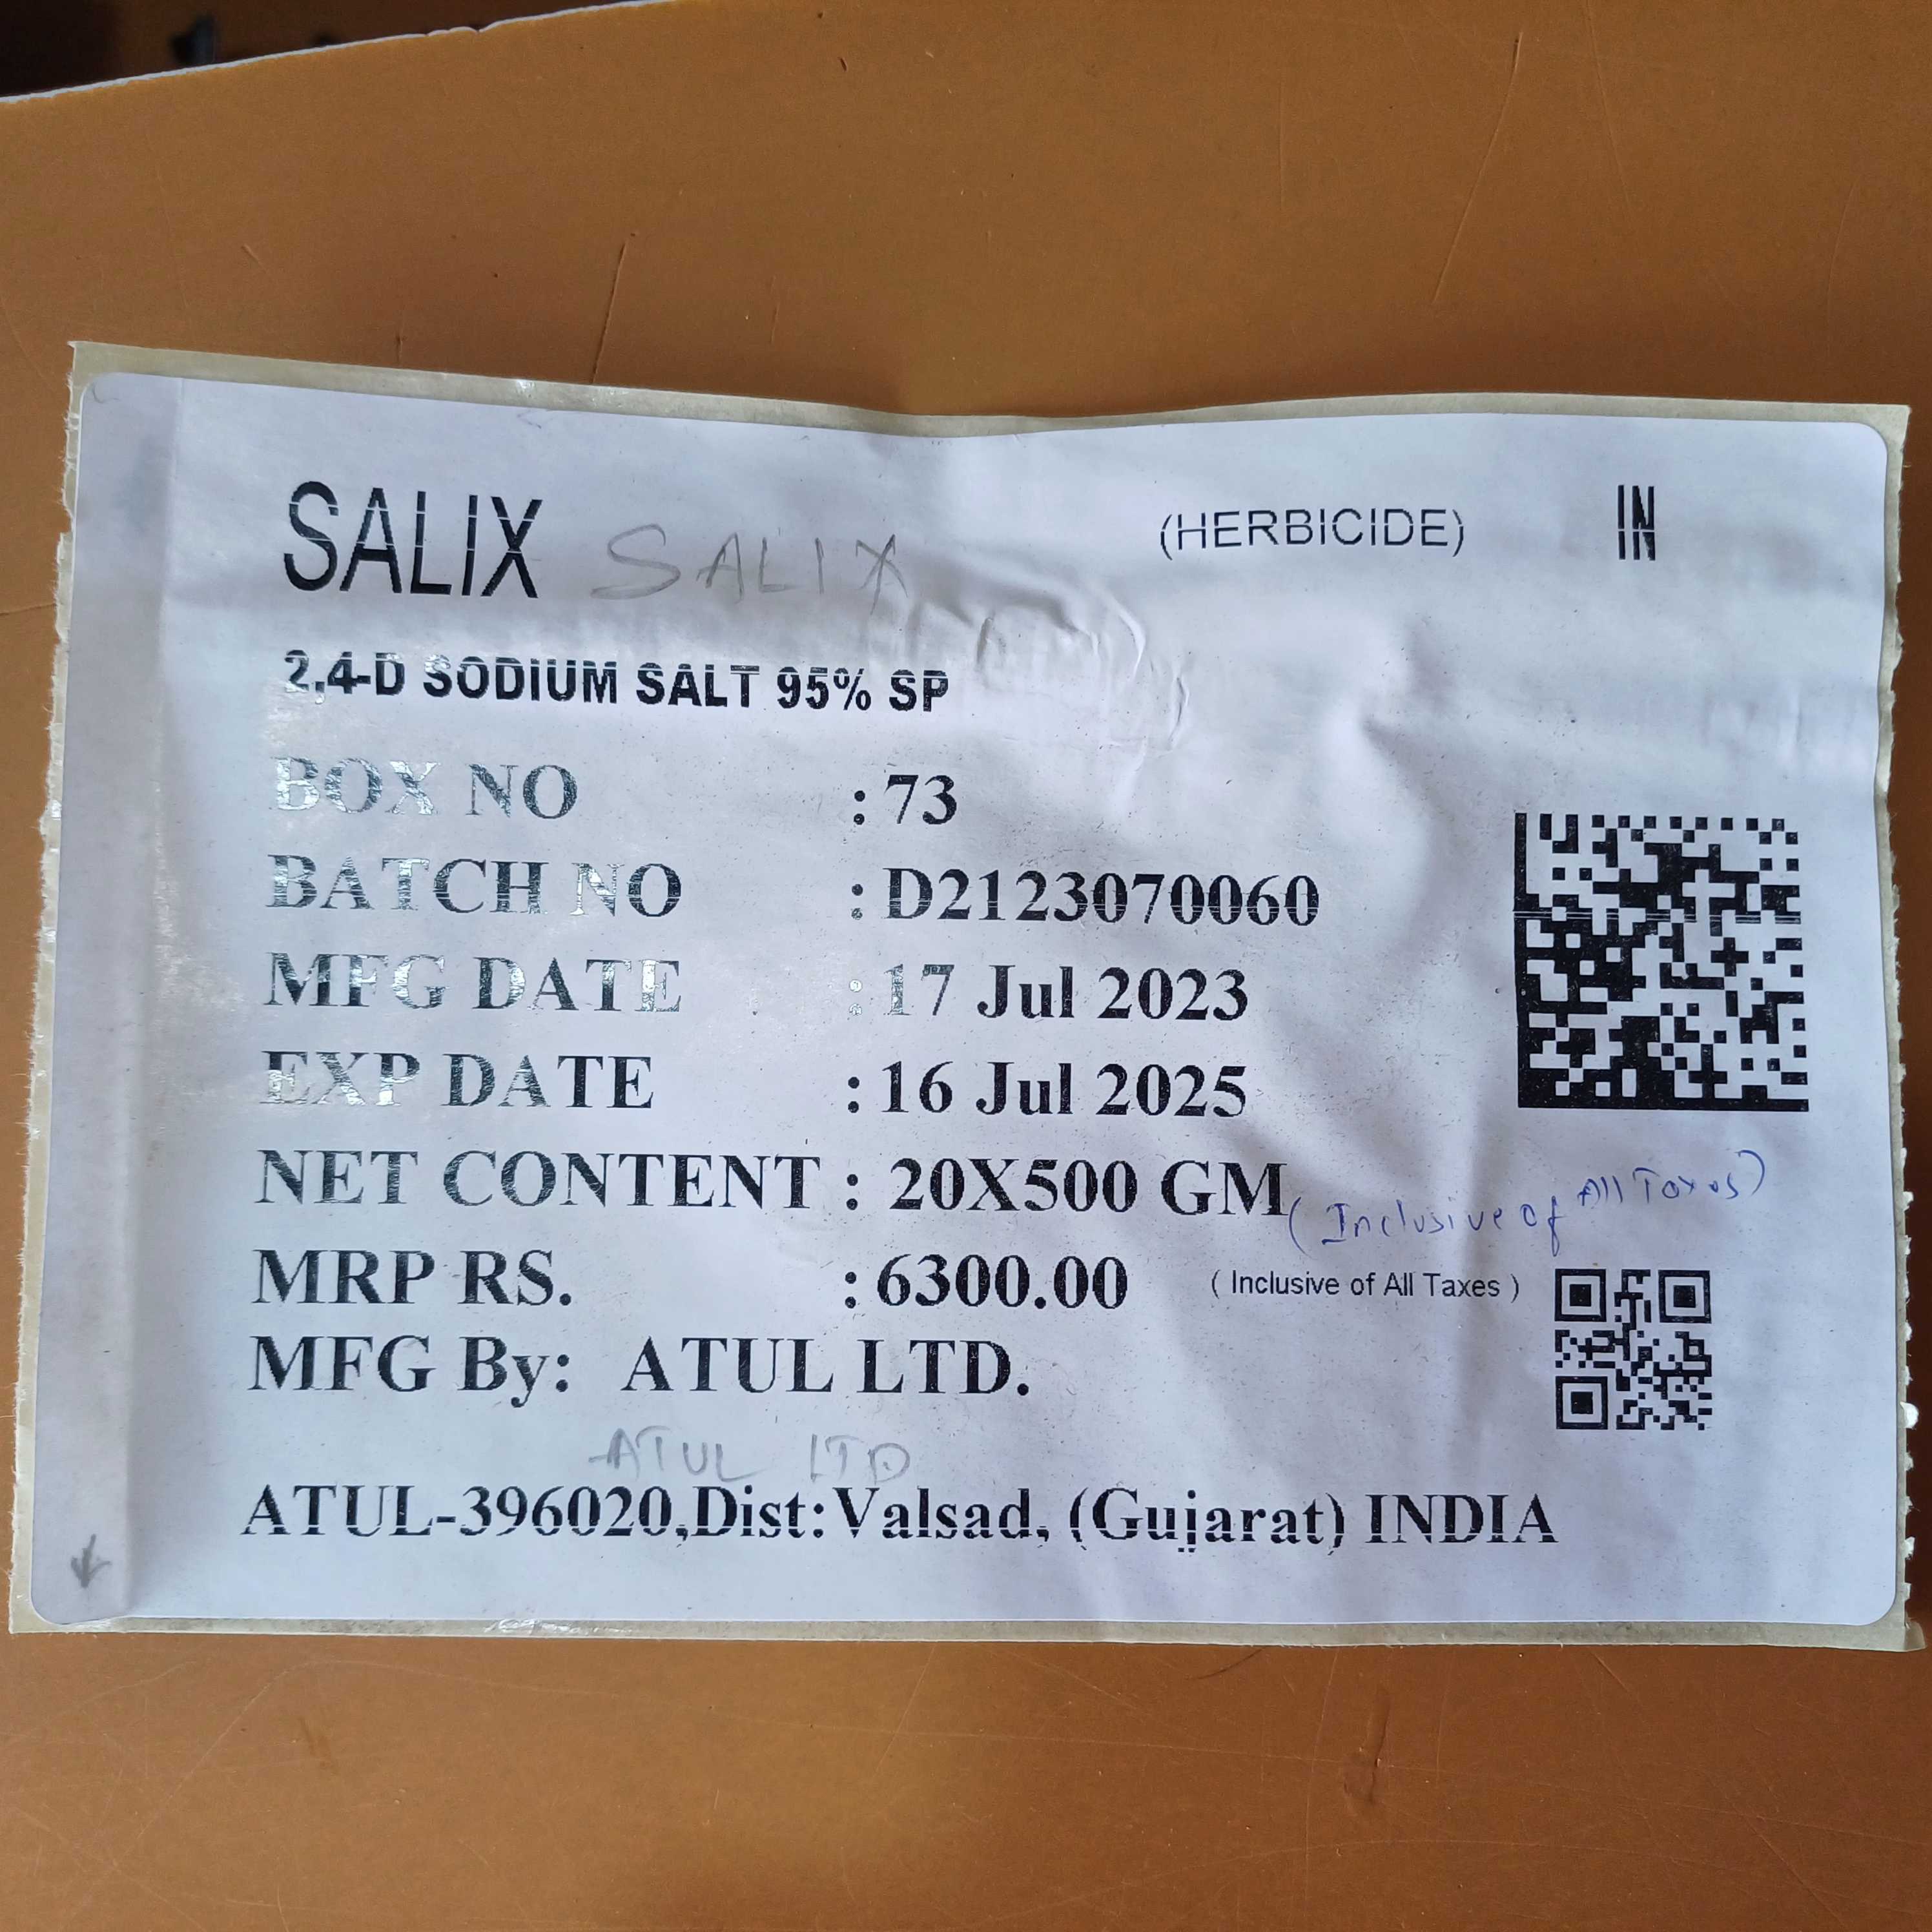 SALIX SALIX (HERBICIDE) IN
2,4-D SODIUM SALT 95% SP
BOX NO : 73
BATCH NO : D2123070060
MFG DATE : 17 Jul 2023
EXP DATE : 16 Jul 2025
NET CONTENT : 20X500 GM
(Inclusive of All Taxes)
MRP RS. : 6300.00 ( Inclusive of All Taxes )
MFG By: ATUL LTD.
ATUL LTD
ATUL-396020,Dist:Valsad, (Gujarat) INDIA